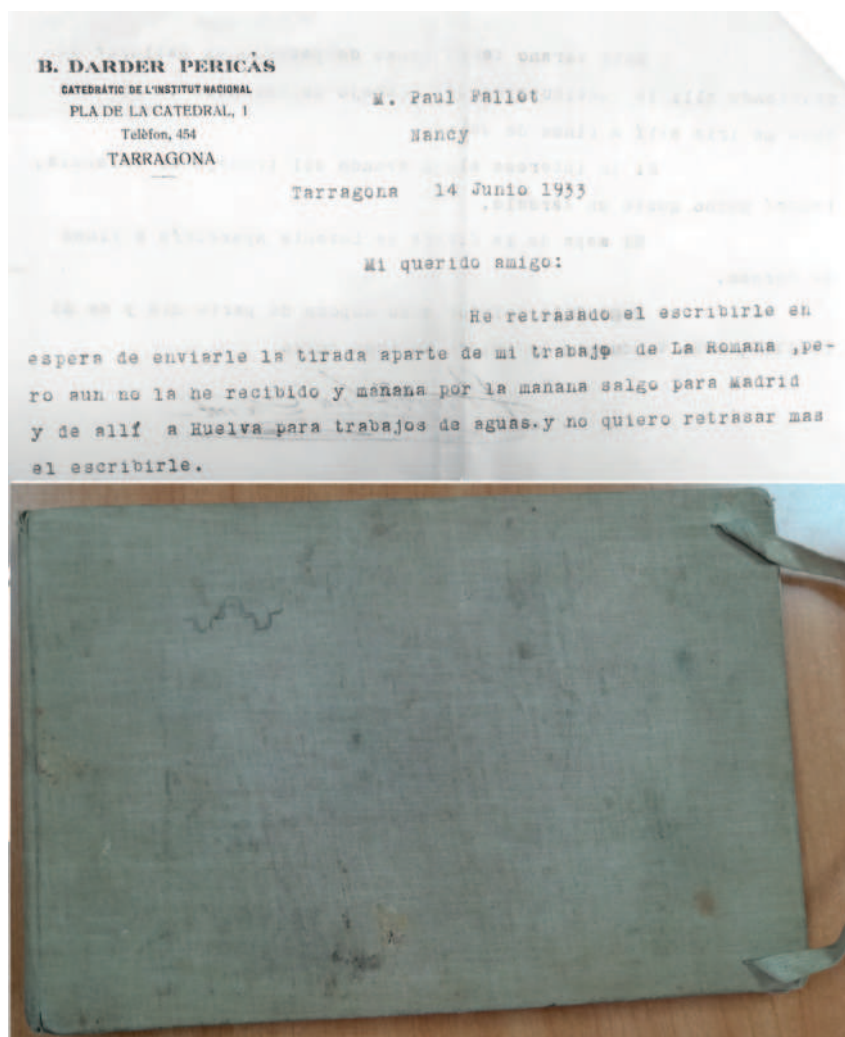 B. DARDER PERICÀS
CATEDRÀTIC DE L'INSTITUT NACIONAL
PLA DE LA CATEDRAL, 1
Telèfon, 454
TARRAGONA
M. Paul Fallot
Nancy
Tarragona 14 Junio 1933
Mi querido amigo:
He retrasado el escribirle en
espera de enviarle la tirada aparte de mi trabajo de La Romana ,pe-
ro aun no la he recibido y mañana por la mañana salgo para Madrid
y de allí a Huelva para trabajos de aguas.y no quiero retrasar mas
el escribirle.